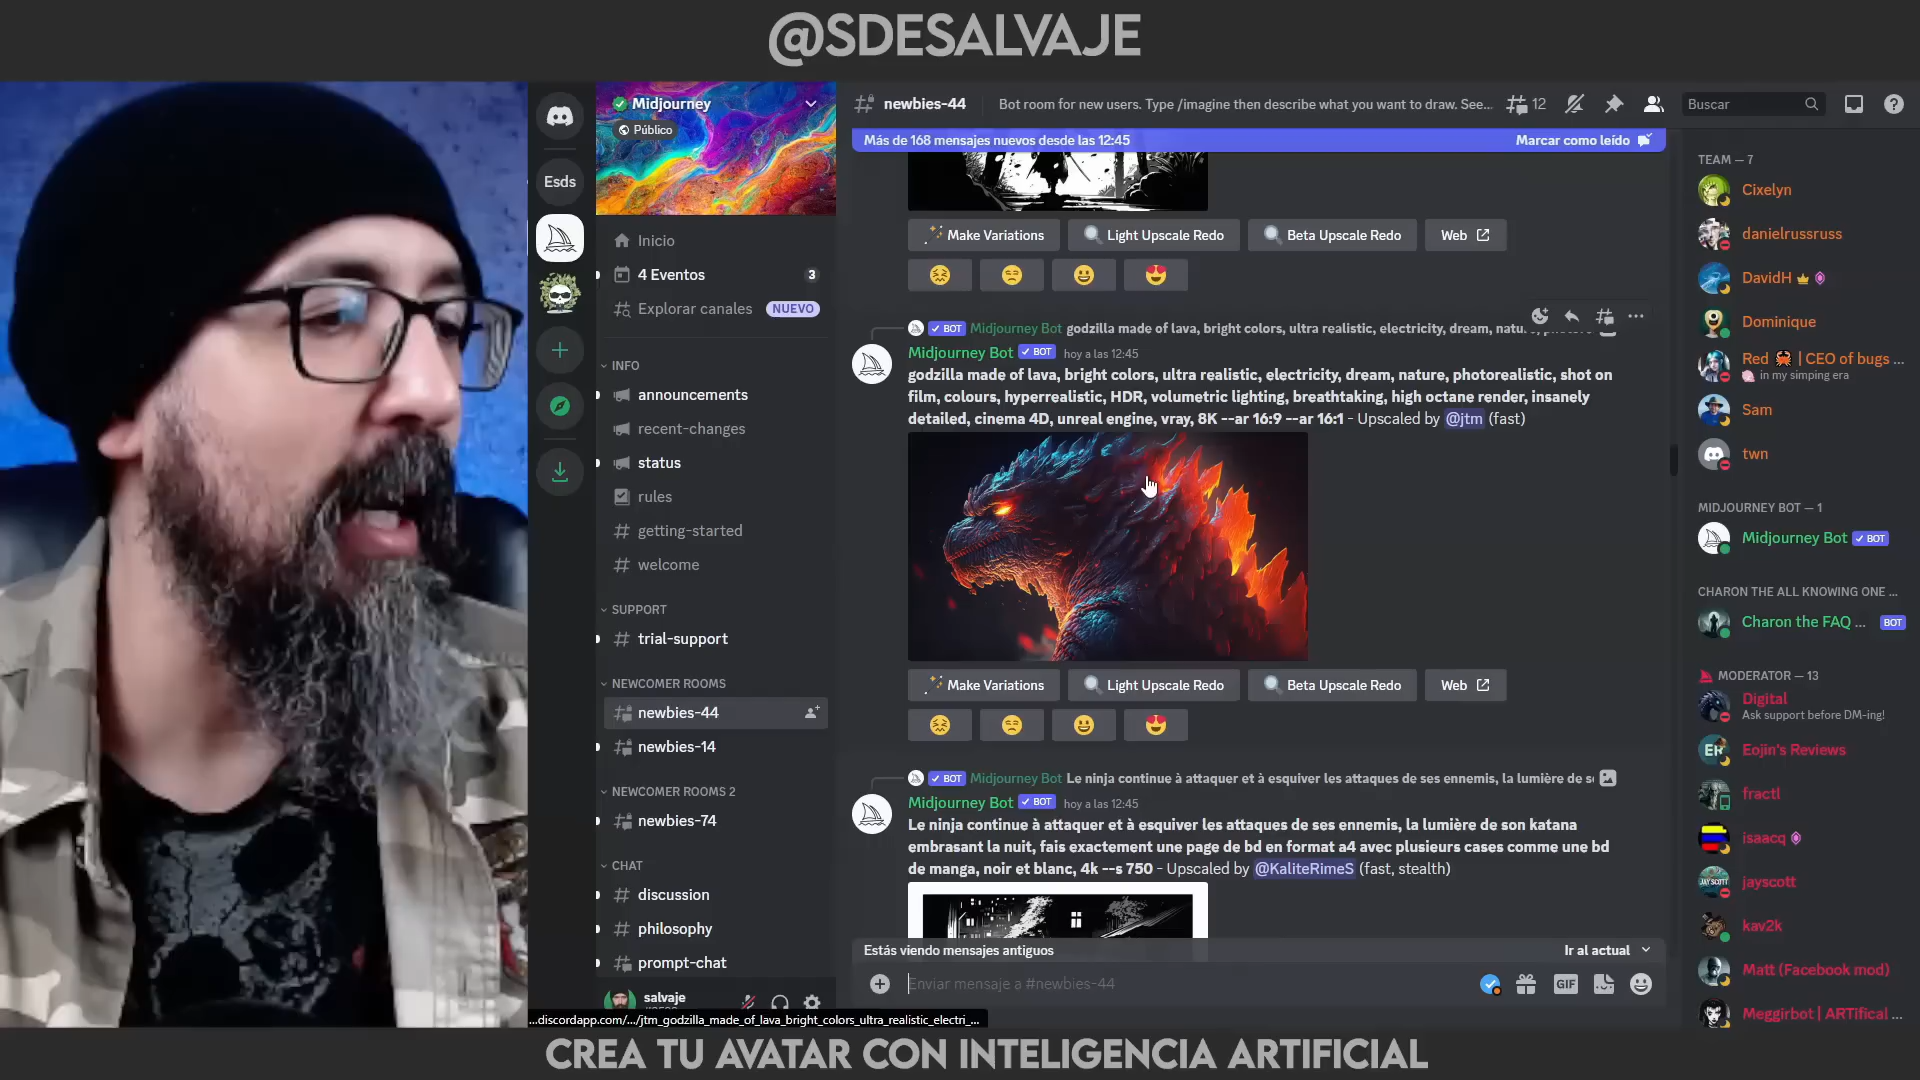 @SDESALVAJE
Midjourney
Público
Esds
Inicio
4 Eventos 3
Explorar canales NUEVO
INFO
announcements
recent-changes
status
rules
getting-started
welcome
SUPPORT
trial-support
NEWCOMER ROOMS
newbies-44
newbies-14
NEWCOMER ROOMS 2
newbies-74
CHAT
discussion
philosophy
prompt-chat
salvaje
newbies-44 Bot room for new users. Type /imagine then describe what you want to draw. See... 12 Buscar
Más de 168 mensajes nuevos desde las 12:45 Marcar como leído
Make Variations Light Upscale Redo Beta Upscale Redo Web
BOT Midjourney Bot godzilla made of lava, bright colors, ultra realistic, electricity, dream,
Midjourney Bot BOT hoy a las 12:45
godzilla made of lava, bright colors, ultra realistic, electricity, dream, nature, photorealistic, shot on
film, colours, hyperrealistic, HDR, volumetric lighting, breathtaking, high octane render, insanely
detailed, cinema 4D, unreal engine, vray, 8K --ar 16:9 --ar 16:1 - Upscaled by @jtm (fast)
Make Variations Light Upscale Redo Beta Upscale Redo Web
BOT Midjourney Bot Le ninja continue à attaquer et à esquiver les attaques de ses ennemis, la lumière de
Midjourney Bot BOT hoy a las 12:45
Le ninja continue à attaquer et à esquiver les attaques de ses ennemis, la lumière de son katana
embrasant la nuit, fais exactement une page de bd en format a4 avec plusieurs cases comme une bd
de manga, noir et blanc, 4k --s 750 - Upscaled by @KaliteRimeS (fast, stealth)
Estás viendo mensajes antiguos Ir al actual
Enviar mensaje a #newbies-44 GIF
...discordapp.com/.../jtm_godzilla_made_of_lava_bright_colors_ultra_realistic_electri_...
TEAM — 7
Cixelyn
danielrussruss
DavidH
Dominique
Red | CEO of bugs ...
in my simping era
Sam
twn
MIDJOURNEY BOT — 1
Midjourney Bot BOT
CHARON THE ALL KNOWING ONE ...
Charon the FAQ ... BOT
MODERATOR — 13
Digital
Ask support before DM-ing!
Eojin's Reviews
fractl
isaacq
jayscott
kav2k
Matt (Facebook mod)
Meggirbot | ARTifical ...
CREA TU AVATAR CON INTELIGENCIA ARTIFICIAL